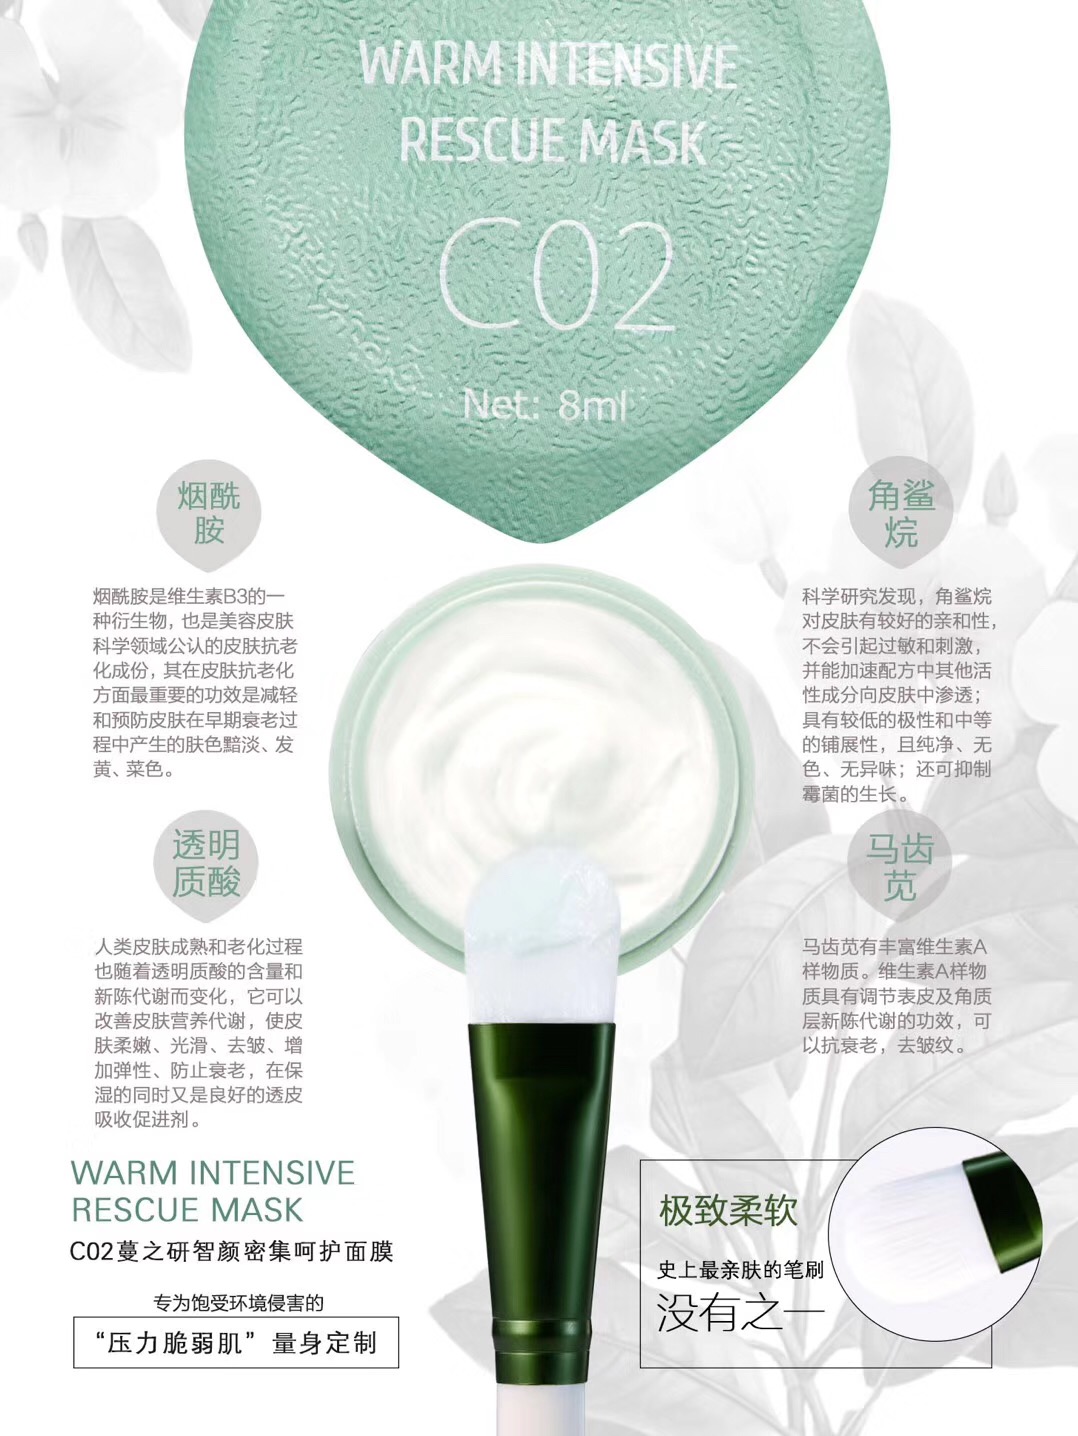 WARM INTENSIVE
RESCUE MASK
C02
Net: 8ml
烟酰
胺
烟酰胺是维生素B3的一
种衍生物，也是美容皮肤
科学领域公认的皮肤抗老
化成份，其在皮肤抗老化
方面最重要的功效是减轻
和预防皮肤在早期衰老过
程中产生的肤色黯淡、发
黄、菜色。
角鲨
烷
科学研究发现，角鲨烷
对皮肤有较好的亲和性，
不会引起过敏和刺激，
并能加速配方中其他活
性成分向皮肤中渗透；
具有较低的极性和中等
的铺展性，且纯净、无
色、无异味；还可抑制
霉菌的生长。
透明
质酸
人类皮肤成熟和老化过程
也随着透明质酸的含量和
新陈代谢而变化，它可以
改善皮肤营养代谢，使皮
肤柔嫩、光滑、去皱、增
加弹性、防止衰老，在保
湿的同时又是良好的透皮
吸收促进剂。
马齿
苋
马齿苋有丰富维生素A
样物质。维生素A样物
质具有调节表皮及角质
层新陈代谢的功效，可
以抗衰老，去皱纹。
WARM INTENSIVE
RESCUE MASK
C02蔓之研智颜密集呵护面膜
专为饱受环境侵害的
“压力脆弱肌”量身定制
极致柔软
史上最亲肤的笔刷
没有之一